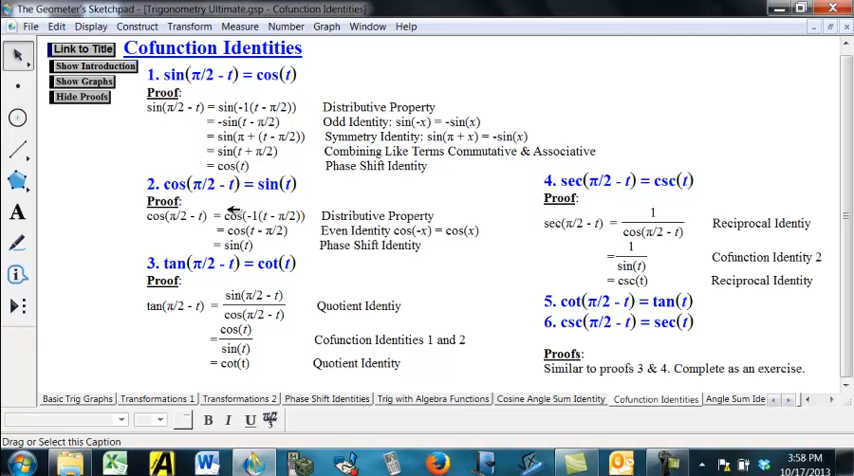 The Geometer's Sketchpad - [Trigonometry Ultimate.gsp - Cofunction Identities]
File Edit Display Construct Transform Measure Number Graph Window Help
Link to Title
Show Introduction
Show Graphs
Hide Proofs
Cofunction Identities
1. sin(π/2 - t) = cos(t)
Proof:
sin(π/2 - t) = sin(-1(t - π/2)) Distributive Property
= -sin(t - π/2) Odd Identity: sin(-x) = -sin(x)
= sin(π + (t - π/2)) Symmetry Identity: sin(π + x) = -sin(x)
= sin(t + π/2) Combining Like Terms Commutative & Associative
= cos(t) Phase Shift Identity
2. cos(π/2 - t) = sin(t)
Proof:
cos(π/2 - t) = cos(-1(t - π/2)) Distributive Property
= cos(t - π/2) Even Identity cos(-x) = cos(x)
= sin(t) Phase Shift Identity
3. tan(π/2 - t) = cot(t)
Proof:
sin(π/2 - t)
tan(π/2 - t) = Quotient Identiy
cos(π/2 - t)
cos(t)
= Cofunction Identities 1 and 2
sin(t)
= cot(t) Quotient Identity
4. sec(π/2 - t) = csc(t)
Proof:
1
sec(π/2 - t) = Reciprocal Identiy
cos(π/2 - t)
1
= Cofunction Identity 2
sin(t)
= csc(t) Reciprocal Identity
5. cot(π/2 - t) = tan(t)
6. csc(π/2 - t) = sec(t)
Proofs:
Similar to proofs 3 & 4. Complete as an exercise.
Basic Trig Graphs Transformations 1 Transformations 2 Phase Shift Identities Trig with Algebra Functions Cosine Angle Sum Identity Cofunction Identities Angle Sum Ide
B I U
Drag or Select this Caption
3:58 PM
10/17/2013